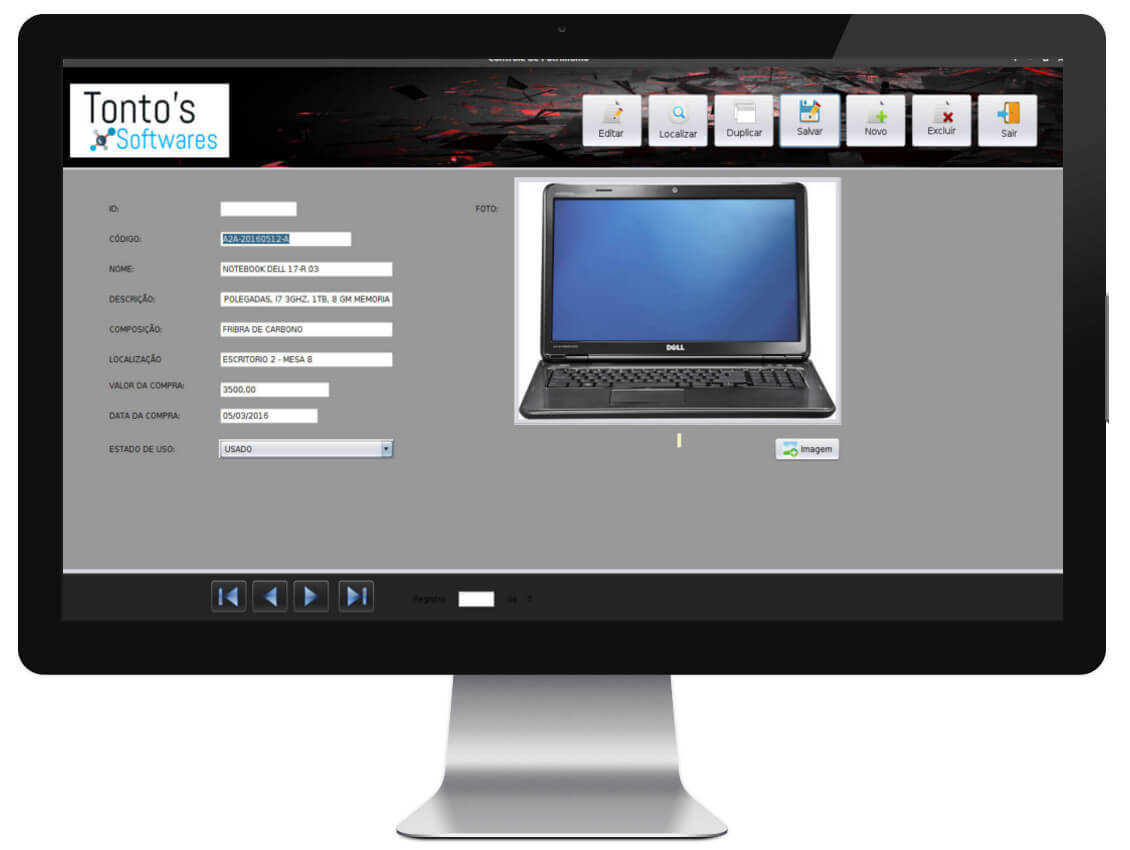 Controle de Patrimônio
Tonto's
Softwares
Editar
Localizar
Duplicar
Salvar
Novo
Excluir
Sair
ID:
FOTO:
CÓDIGO:
A2A-20160512-A
NOME:
NOTEBOOK DELL 17-R 03
DESCRIÇÃO:
POLEGADAS, I7 3GHZ, 1TB, 8 GM MEMORIA
COMPOSIÇÃO:
FRIBRA DE CARBONO
LOCALIZAÇÃO
ESCRITORIO 2 - MESA 8
VALOR DA COMPRA:
3500,00
DATA DA COMPRA:
05/03/2016
ESTADO DE USO:
USADO
DELL
Imagem
Registro
de